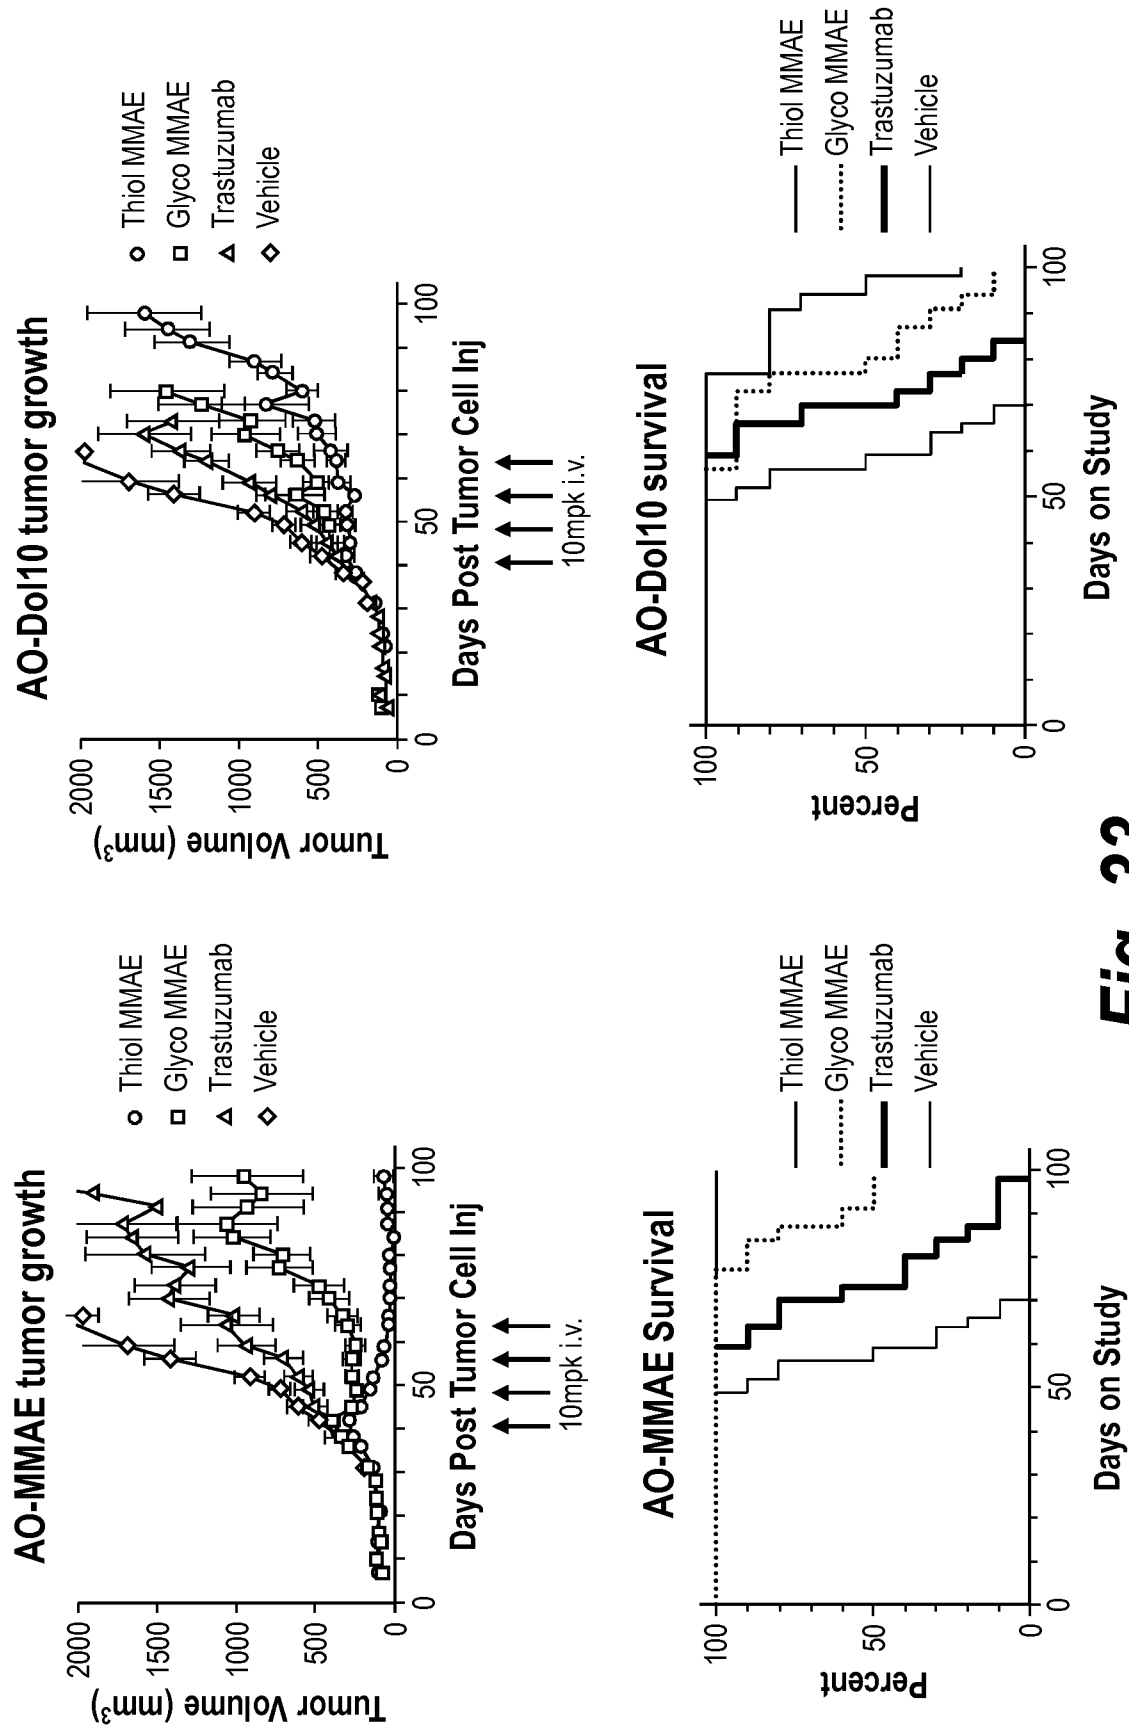 AO-MMAE tumor growth
Tumor Volume (mm³)
2000
1500
1000
500
0
0
50
100
Days Post Tumor Cell Inj
10mpk i.v.
Thiol MMAE
Glyco MMAE
Trastuzumab
Vehicle
AO-Dol10 tumor growth
Tumor Volume (mm³)
2000
1500
1000
500
0
0
50
100
Days Post Tumor Cell Inj
10mpk i.v.
Thiol MMAE
Glyco MMAE
Trastuzumab
Vehicle
AO-MMAE Survival
Percent
100
50
0
0
50
100
Days on Study
Thiol MMAE
Glyco MMAE
Trastuzumab
Vehicle
AO-Dol10 survival
Percent
100
50
0
0
50
100
Days on Study
Thiol MMAE
Glyco MMAE
Trastuzumab
Vehicle
Fig.